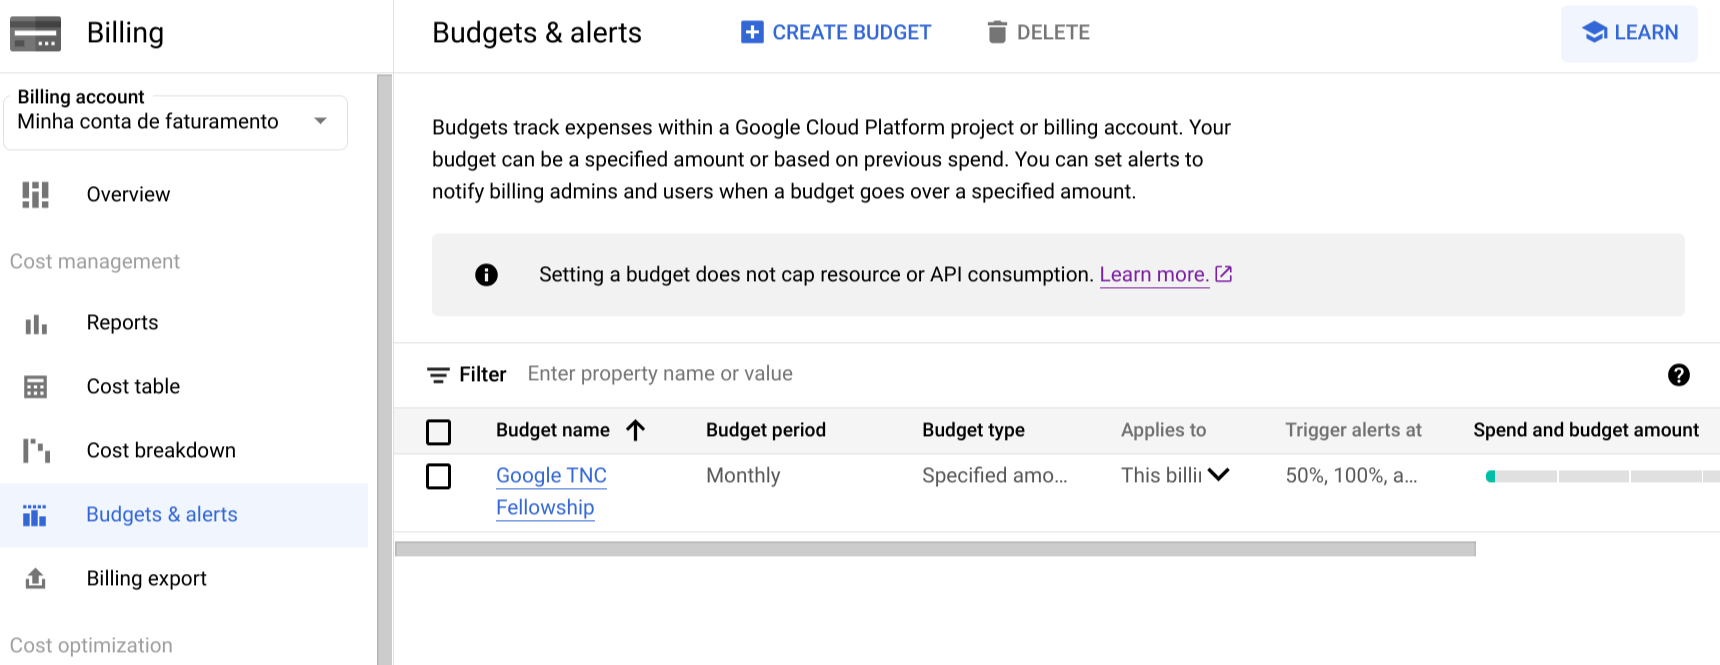 Billing
Budgets & alerts
CREATE BUDGET
DELETE
LEARN
Billing account
Minha conta de faturamento
Overview
Cost management
Reports
Cost table
Cost breakdown
Budgets & alerts
Billing export
Cost optimization
Budgets track expenses within a Google Cloud Platform project or billing account. Your
budget can be a specified amount or based on previous spend. You can set alerts to
notify billing admins and users when a budget goes over a specified amount.
Setting a budget does not cap resource or API consumption. Learn more.
Filter Enter property name or value
Budget name Budget period Budget type Applies to Trigger alerts at Spend and budget amount
Google TNC Monthly Specified amo... This billi 50%, 100%, a...
Fellowship